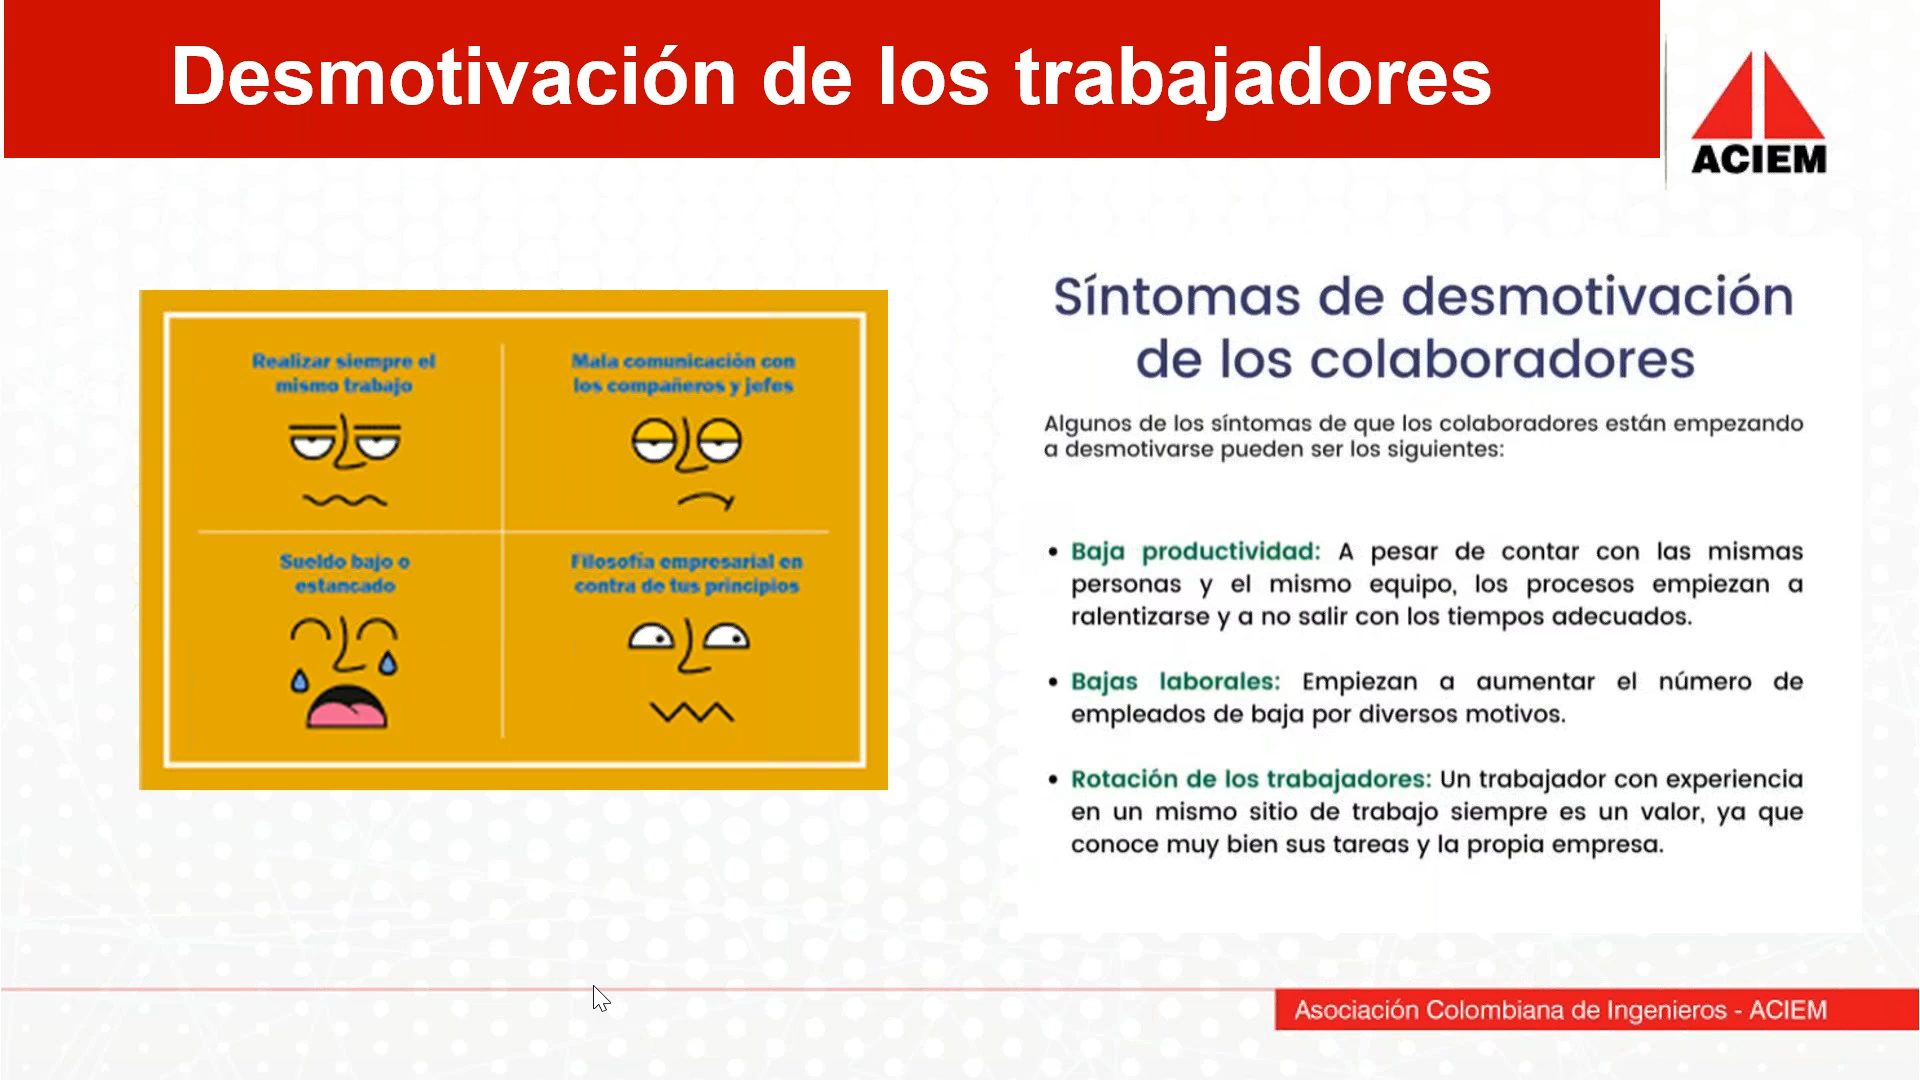 Desmotivación de los trabajadores
ACIEM
Realizar siempre el
mismo trabajo
Mala comunicación con
los compañeros y jefes
Sueldo bajo o
estancado
Filosofía empresarial en
contra de tus principios
Síntomas de desmotivación
de los colaboradores
Algunos de los síntomas de que los colaboradores están empezando
a desmotivarse pueden ser los siguientes:
• Baja productividad: A pesar de contar con las mismas
personas y el mismo equipo, los procesos empiezan a
ralentizarse y a no salir con los tiempos adecuados.
• Bajas laborales: Empiezan a aumentar el número de
empleados de baja por diversos motivos.
• Rotación de los trabajadores: Un trabajador con experiencia
en un mismo sitio de trabajo siempre es un valor, ya que
conoce muy bien sus tareas y la propia empresa.
Asociación Colombiana de Ingenieros - ACIEM